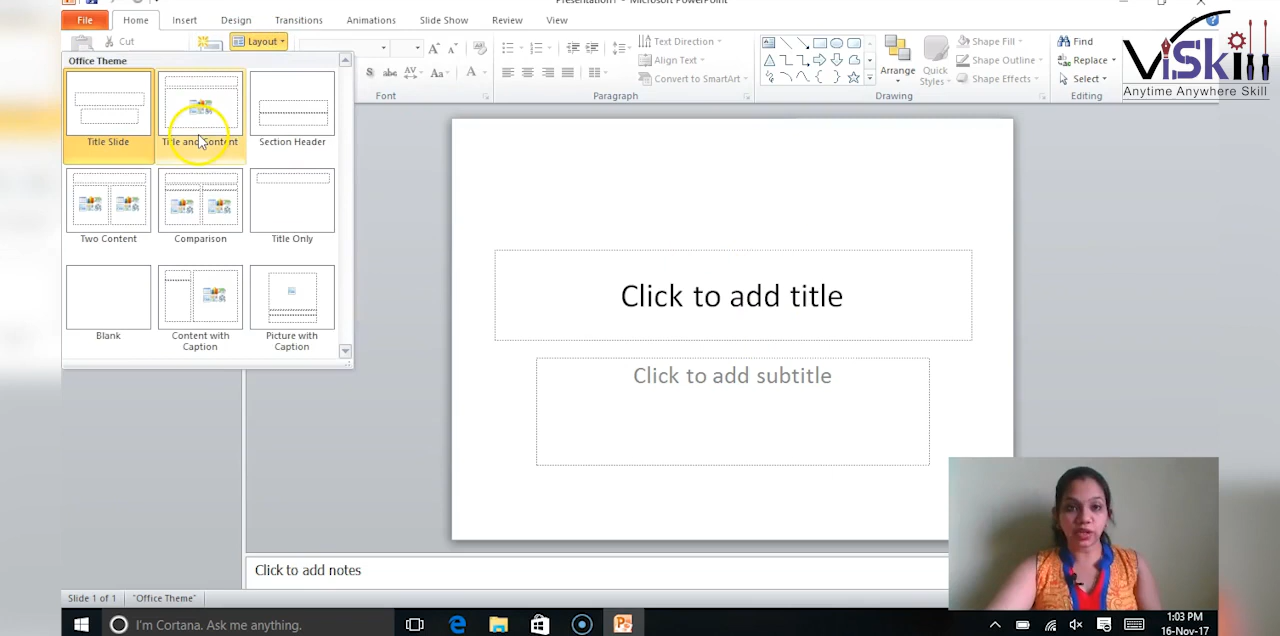 Presentation1 - Microsoft PowerPoint
File Home Insert Design Transitions Animations Slide Show Review View
Cut
Layout
Text Direction
Align Text
Convert to SmartArt
Arrange
Quick
Styles
Shape Fill
Shape Outline
Shape Effects
Find
Replace
Select
Font Paragraph Drawing Editing
ViSkill
Anytime Anywhere Skill
Office Theme
Title Slide Title and Content Section Header
Two Content Comparison Title Only
Blank Content with Caption Picture with Caption
Click to add title
Click to add subtitle
Click to add notes
Slide 1 of 1 "Office Theme"
I'm Cortana. Ask me anything.
1:03 PM
16-Nov-17